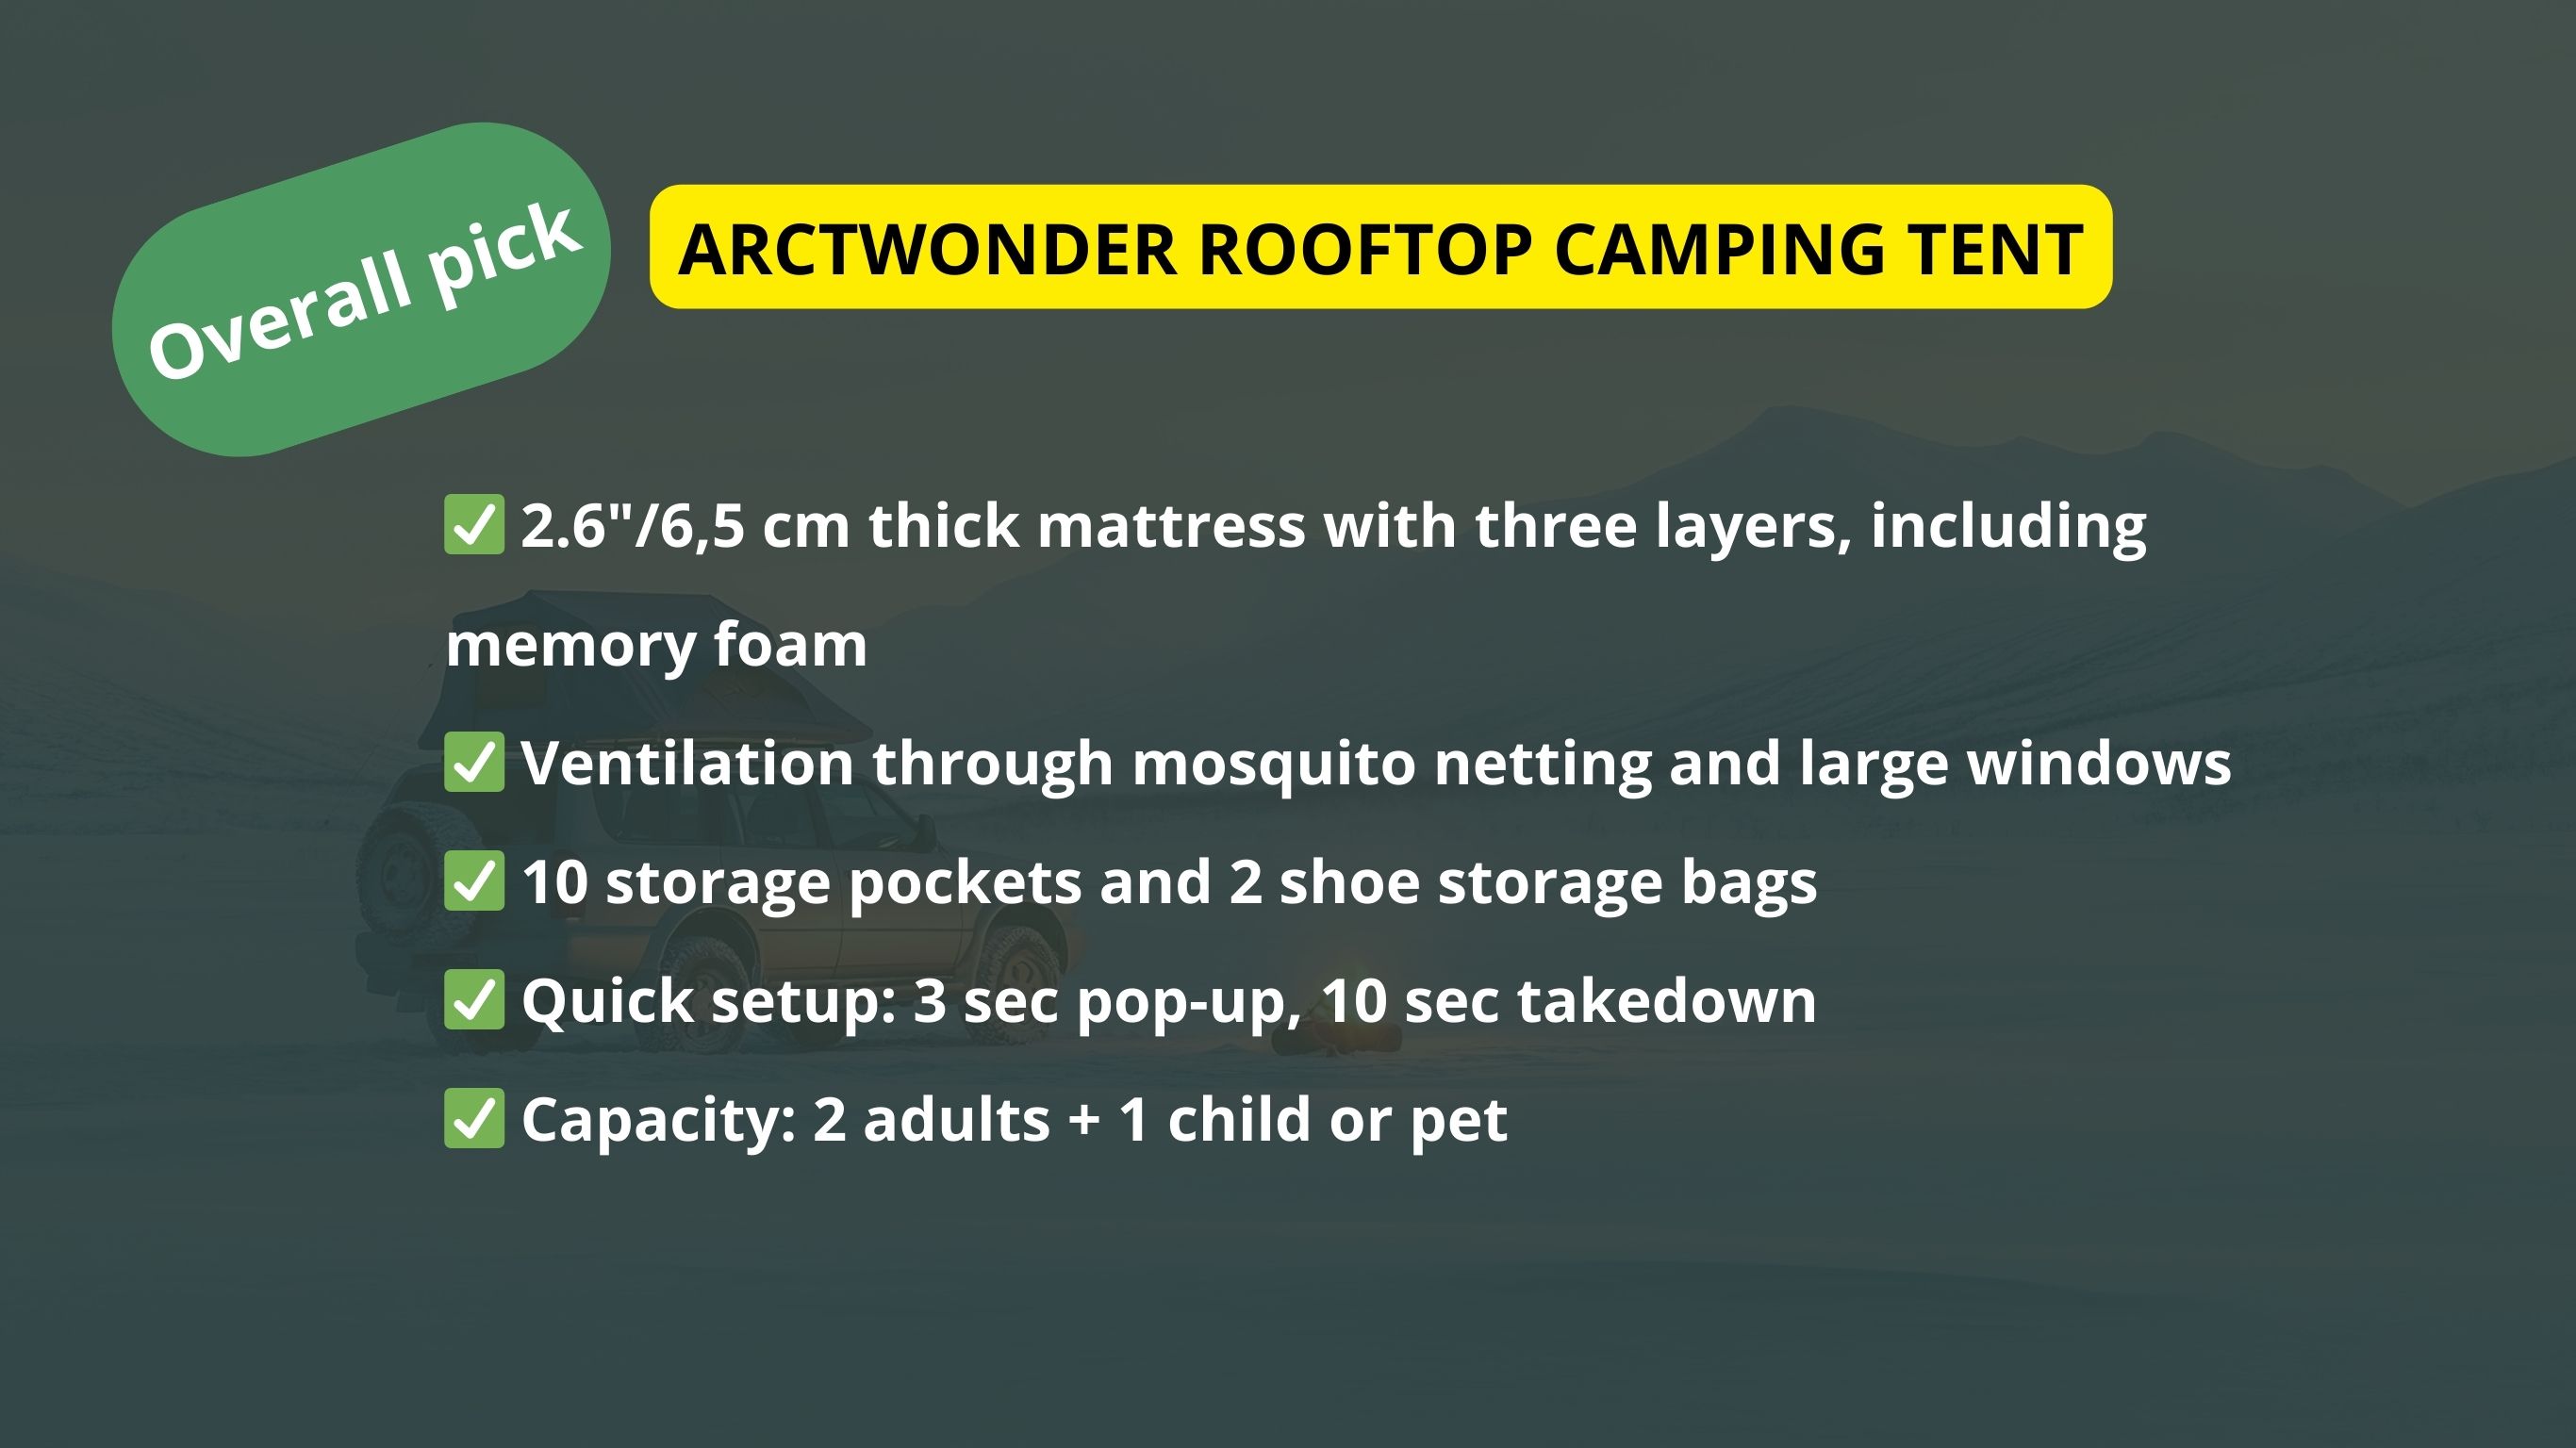 Overall pick
ARCTWONDER ROOFTOP CAMPING TENT
✅ 2.6"/6,5 cm thick mattress with three layers, including
memory foam
✅ Ventilation through mosquito netting and large windows
✅ 10 storage pockets and 2 shoe storage bags
✅ Quick setup: 3 sec pop-up, 10 sec takedown
✅ Capacity: 2 adults + 1 child or pet